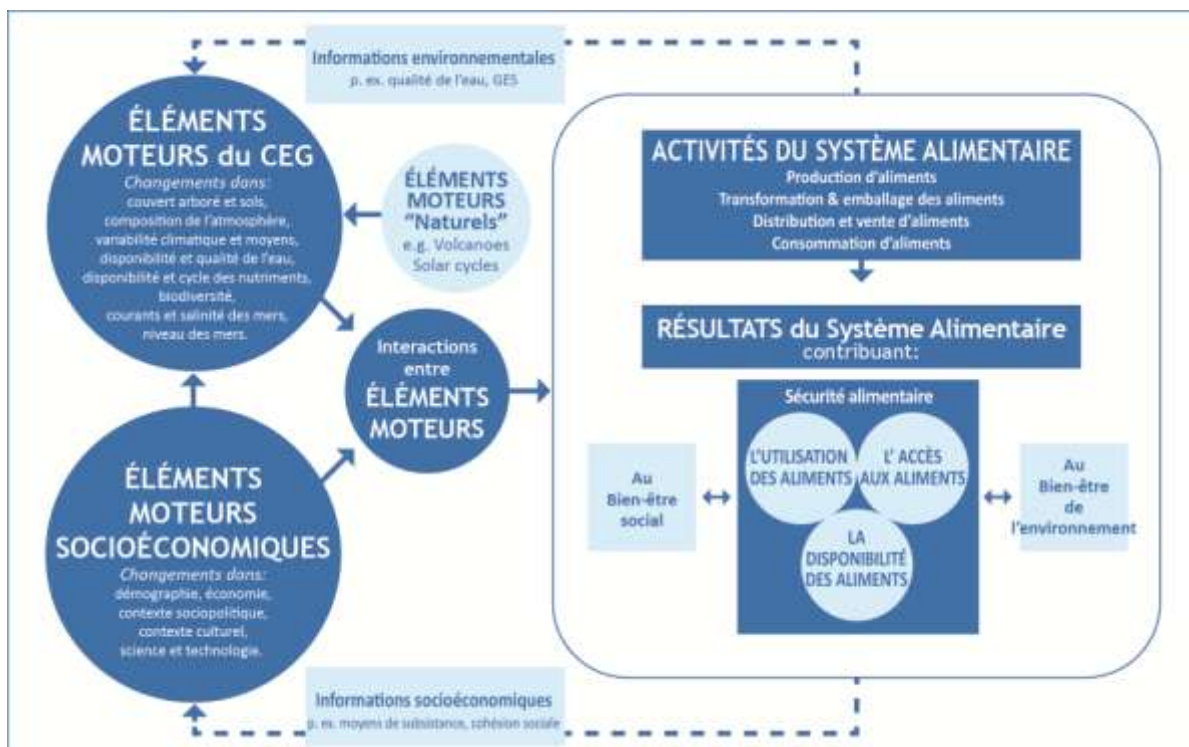 Informations environnementales
p. ex. qualité de l'eau, GES
ÉLÉMENTS
MOTEURS du CEG
Changements dans:
couvert arboré et sols,
composition de l'atmosphère,
variabilité climatique et moyens,
disponibilité et qualité de l'eau,
disponibilité et cycle des nutriments,
biodiversité,
courants et salinité des mers,
niveau des mers.
ÉLÉMENTS
MOTEURS
"Naturels"
e.g. Volcanoes
Solar cycles
Interactions
entre
ÉLÉMENTS
MOTEURS
ÉLÉMENTS
MOTEURS
SOCIOÉCONOMIQUES
Changements dans:
démographie, économie,
contexte sociopolitique,
contexte culturel,
science et technologie.
Informations socioéconomiques
p. ex. moyens de subsistance, cohésion sociale
ACTIVITÉS DU SYSTÈME ALIMENTAIRE
Production d'aliments
Transformation & emballage des aliments
Distribution et vente d'aliments
Consommation d'aliments
RÉSULTATS du Système Alimentaire
contribuant:
Sécurité alimentaire
L'UTILISATION
DES ALIMENTS
L' ACCÈS
AUX ALIMENTS
LA
DISPONIBILITÉ
DES ALIMENTS
Au
Bien-être
social
Au
Bien-être
de
l'environnement